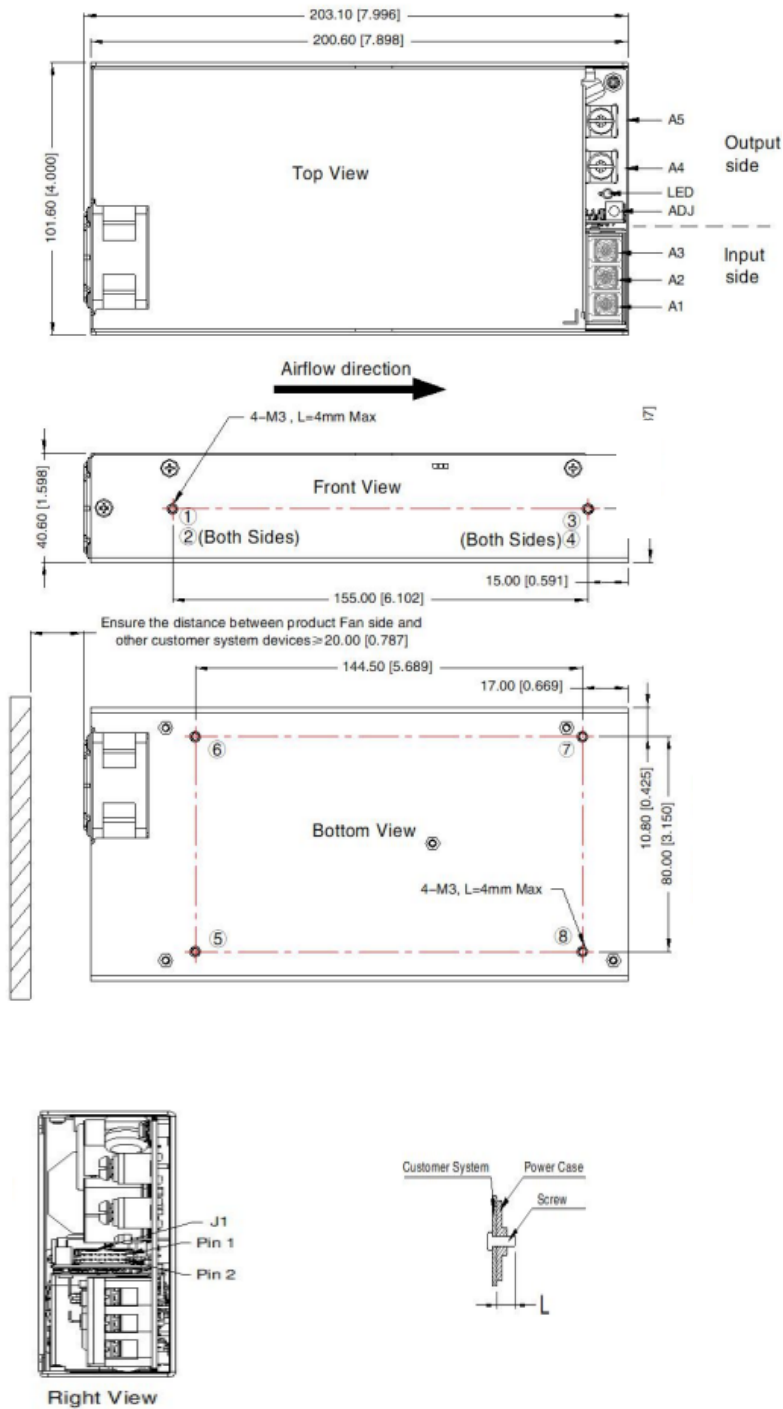 203.10 [7.996]
200.60 [7.898]
101.60 [4.000]
Top View
A5
A4
LED
ADJ
A3
A2
A1
Output
side
Input
side
Airflow direction
4-M3 , L=4mm Max
7]
40.60 [1.598]
Front View
① ③
② (Both Sides) (Both Sides) ④
15.00 [0.591]
155.00 [6.102]
Ensure the distance between product Fan side and
other customer system devices≥20.00 [0.787]
144.50 [5.689]
17.00 [0.669]
⑥ ⑦
10.80 [0.425]
80.00 [3.150]
Bottom View
4-M3, L=4mm Max
⑤ ⑧
J1
Pin 1
Pin 2
Right View
Customer System Power Case
Screw
L